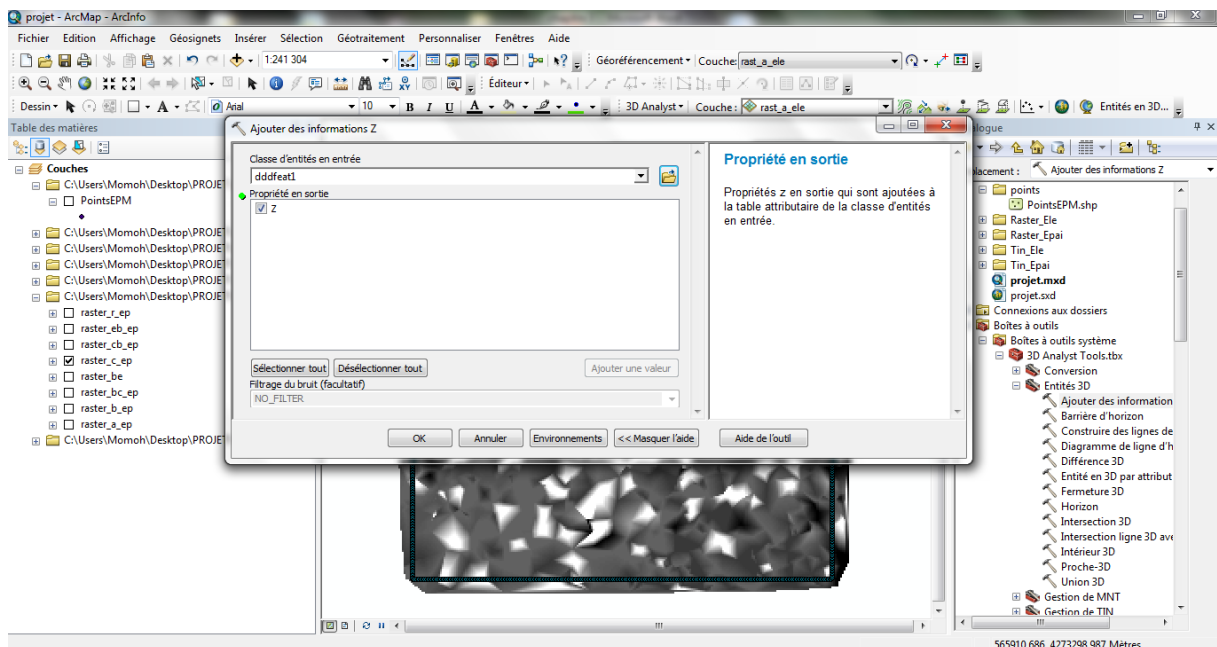 projet - ArcMap - ArcInfo
Fichier Edition Affichage Géosignets Insérer Sélection Géotraitement Personnaliser Fenêtres Aide
1:241 304
Géoréférencement Couche: rast_a_ele
Éditeur
Dessin Arial 10 B I U A 3D Analyst Couche: rast_a_ele Entités en 3D...
Table des matières
Couches
C:\Users\Momoh\Desktop\PROJE
PointsEPM
C:\Users\Momoh\Desktop\PROJE
C:\Users\Momoh\Desktop\PROJE
C:\Users\Momoh\Desktop\PROJE
C:\Users\Momoh\Desktop\PROJE
C:\Users\Momoh\Desktop\PROJE
raster_r_ep
raster_eb_ep
raster_cb_ep
raster_c_ep
raster_be
raster_bc_ep
raster_b_ep
raster_a_ep
C:\Users\Momoh\Desktop\PROJE
Ajouter des informations Z
Classe d'entités en entrée
dddfeat1
Propriété en sortie
Z
Sélectionner tout Désélectionner tout Ajouter une valeur
Filtrage du bruit (facultatif)
NO_FILTER
OK Annuler Environnements << Masquer l'aide Aide de l'outil
Propriété en sortie
Propriétés z en sortie qui sont ajoutées à
la table attributaire de la classe d'entités
en entrée.
logue
lacement : Ajouter des informations Z
points
PointsEPM.shp
Raster_Ele
Raster_Epai
Tin_Ele
Tin_Epai
projet.mxd
projet.sxd
Connexions aux dossiers
Boîtes à outils
Boîtes à outils système
3D Analyst Tools.tbx
Conversion
Entités 3D
Ajouter des information
Barrière d'horizon
Construire des lignes de
Diagramme de ligne d'h
Différence 3D
Entité en 3D par attribut
Fermeture 3D
Horizon
Intersection 3D
Intersection ligne 3D ave
Intérieur 3D
Proche-3D
Union 3D
Gestion de MNT
Gestion de TIN
565910,686 4273298,987 Mètres